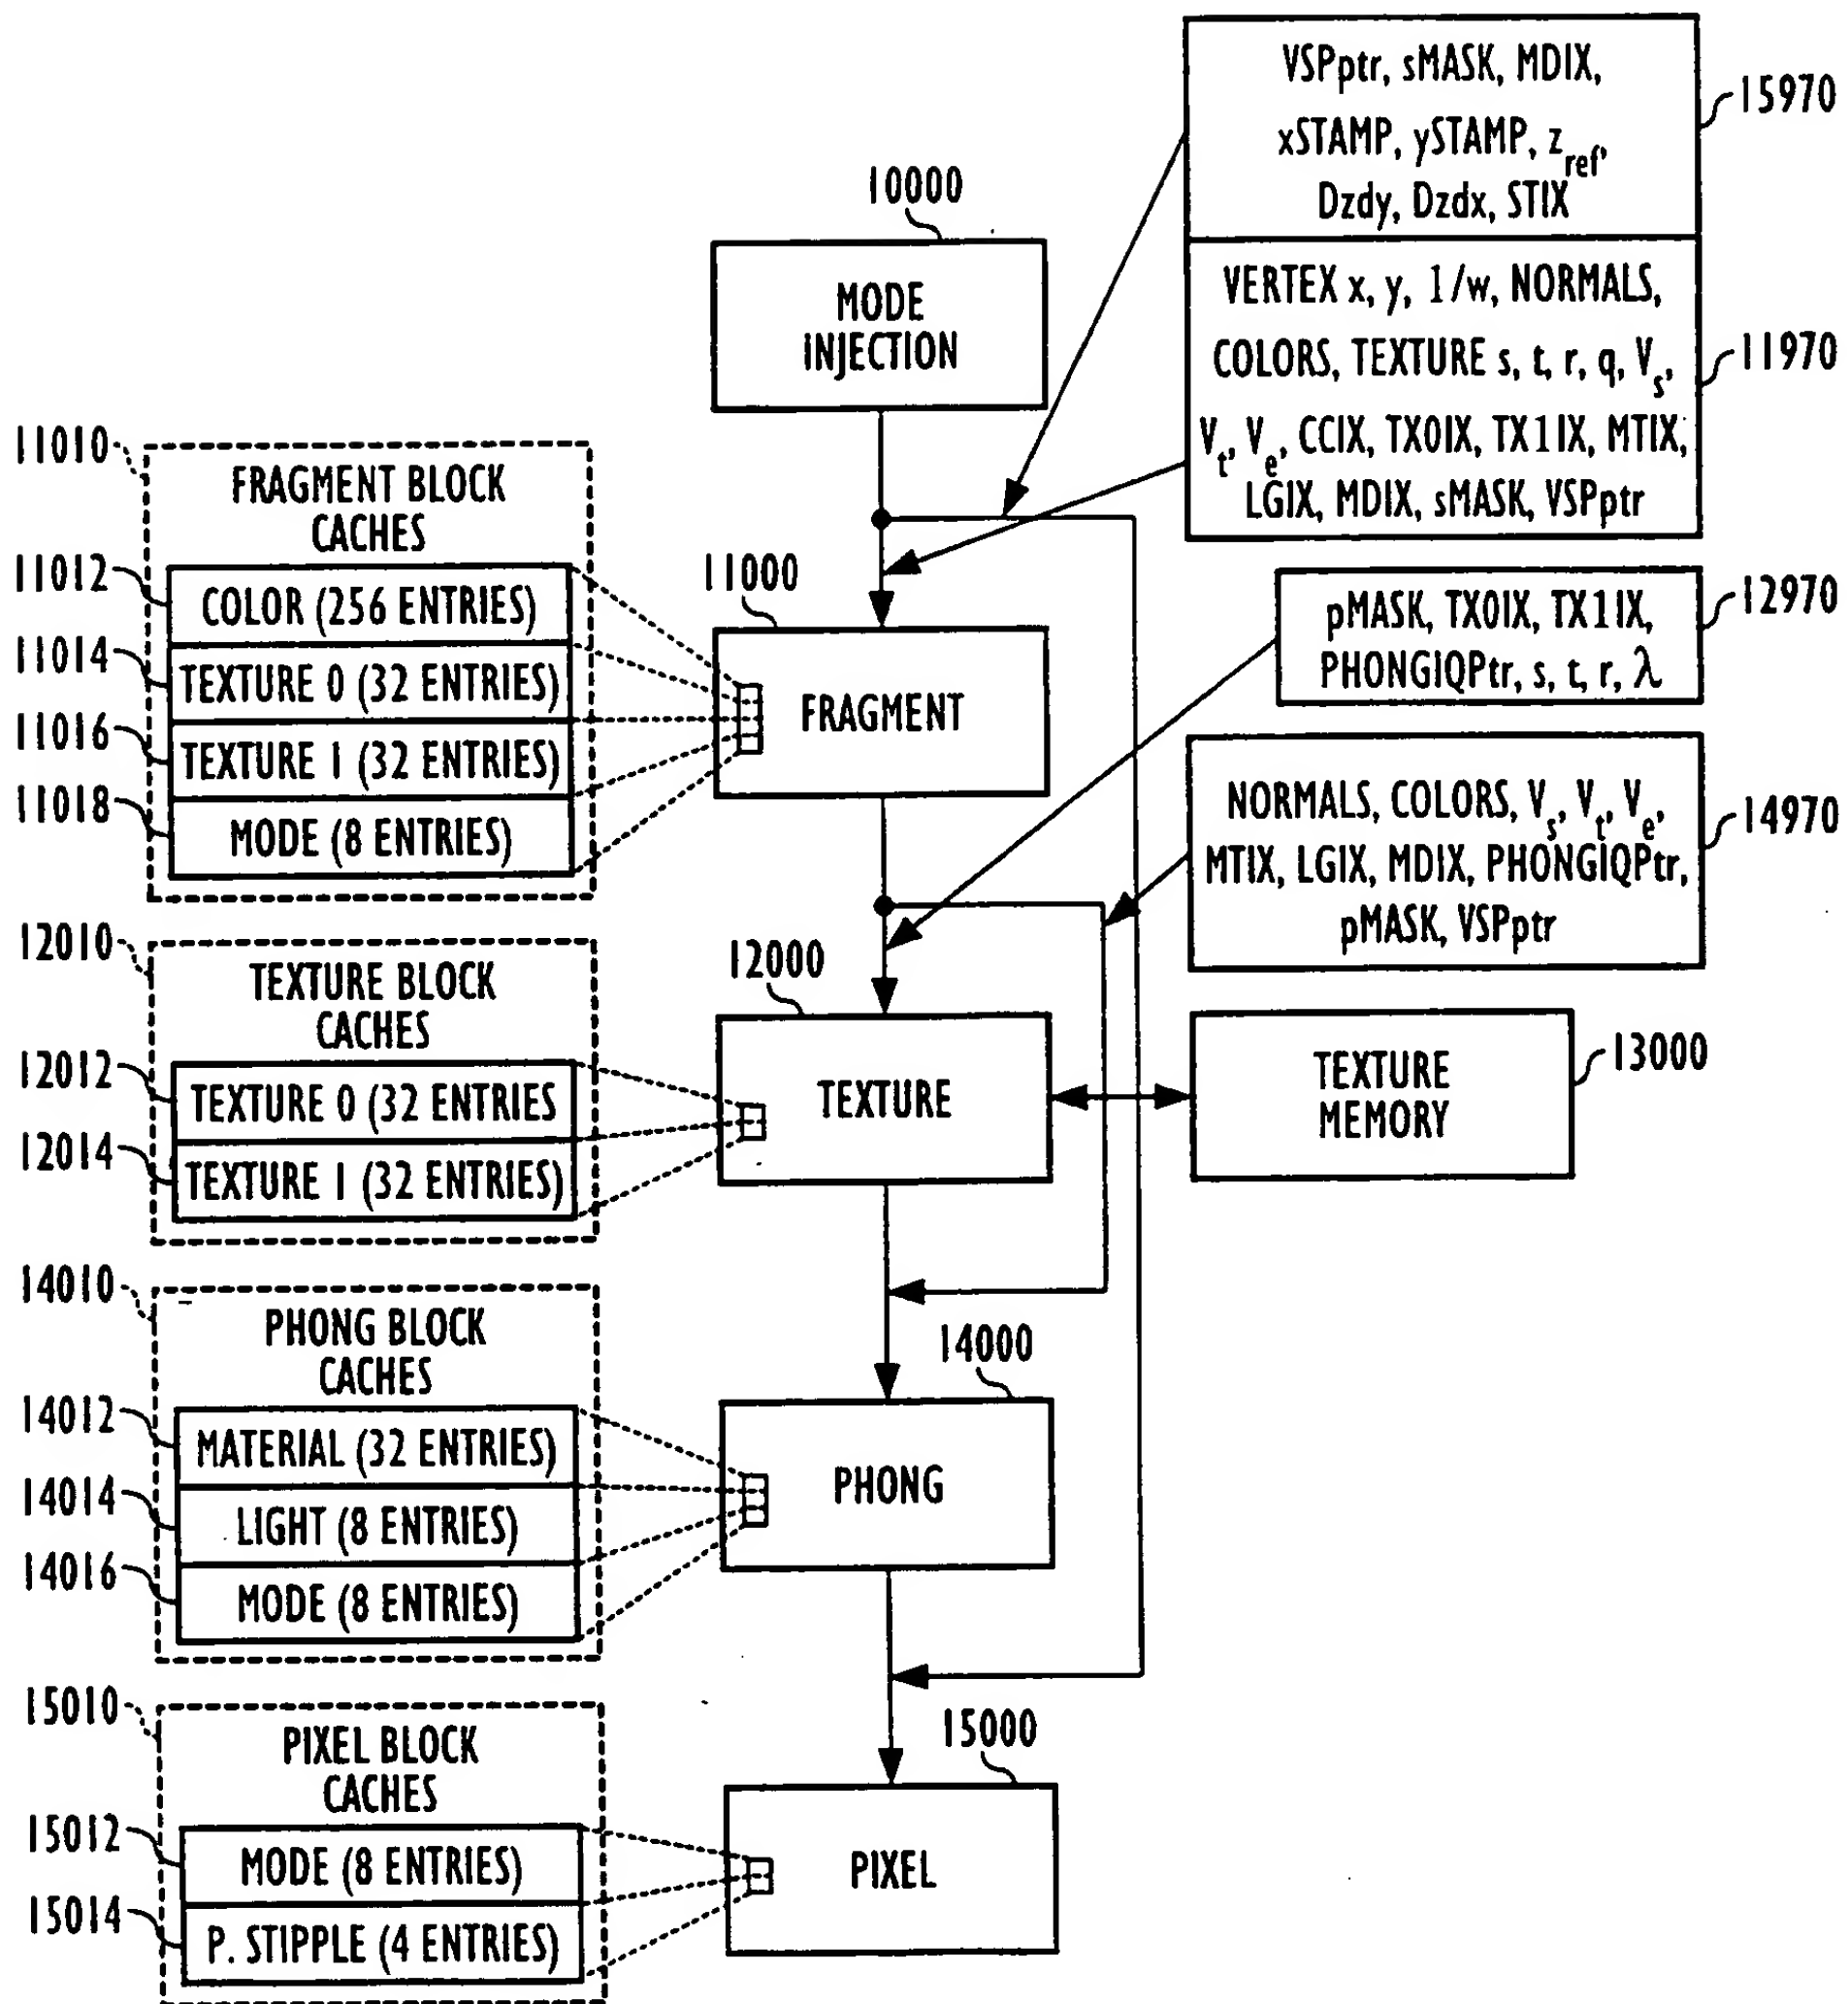 VSPptr, sMASK, MDIX,
xSTAMP, ySTAMP, z_ref,
Dzdy, Dzdx, STIX
15970
10000
MODE
INJECTION
VERTEX x, y, 1/w, NORMALS,
COLORS, TEXTURE s, t, r, q, V_s,
V_t, V_e, CCIX, TX0IX, TX1IX, MTIX,
LGIX, MDIX, sMASK, VSPptr
11970
11010
FRAGMENT BLOCK
CACHES
11012
COLOR (256 ENTRIES)
11014
TEXTURE 0 (32 ENTRIES)
11016
TEXTURE 1 (32 ENTRIES)
11018
MODE (8 ENTRIES)
11000
FRAGMENT
pMASK, TX0IX, TX1IX,
PHONGIQPtr, s, t, r, λ
12970
NORMALS, COLORS, V_s, V_t, V_e,
MTIX, LGIX, MDIX, PHONGIQPtr,
pMASK, VSPptr
14970
12010
TEXTURE BLOCK
CACHES
12012
TEXTURE 0 (32 ENTRIES
12014
TEXTURE 1 (32 ENTRIES)
12000
TEXTURE
TEXTURE
MEMORY
13000
14010
PHONG BLOCK
CACHES
14012
MATERIAL (32 ENTRIES)
14014
LIGHT (8 ENTRIES)
14016
MODE (8 ENTRIES)
14000
PHONG
15010
PIXEL BLOCK
CACHES
15012
MODE (8 ENTRIES)
15014
P. STIPPLE (4 ENTRIES)
15000
PIXEL